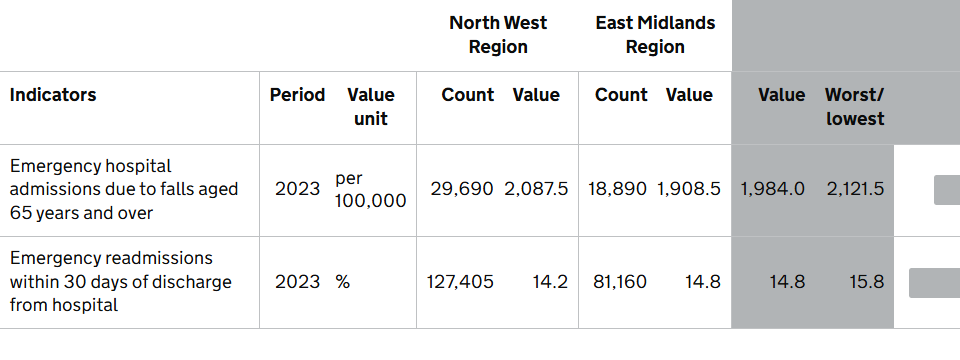 North West Region
East Midlands Region
Indicators Period Value unit Count Value Count Value Value Worst/ lowest
Emergency hospital admissions due to falls aged 65 years and over 2023 per 100,000 29,690 2,087.5 18,890 1,908.5 1,984.0 2,121.5
Emergency readmissions within 30 days of discharge from hospital 2023 % 127,405 14.2 81,160 14.8 14.8 15.8